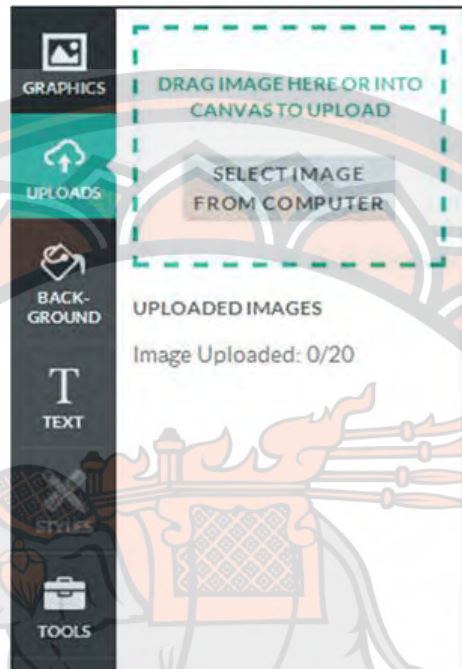 GRAPHICS
UPLOADS
BACK-
GROUND
T
TEXT
STYLES
TOOLS
DRAG IMAGE HERE OR INTO
CANVAS TO UPLOAD
SELECT IMAGE
FROM COMPUTER
UPLOADED IMAGES
Image Uploaded: 0/20